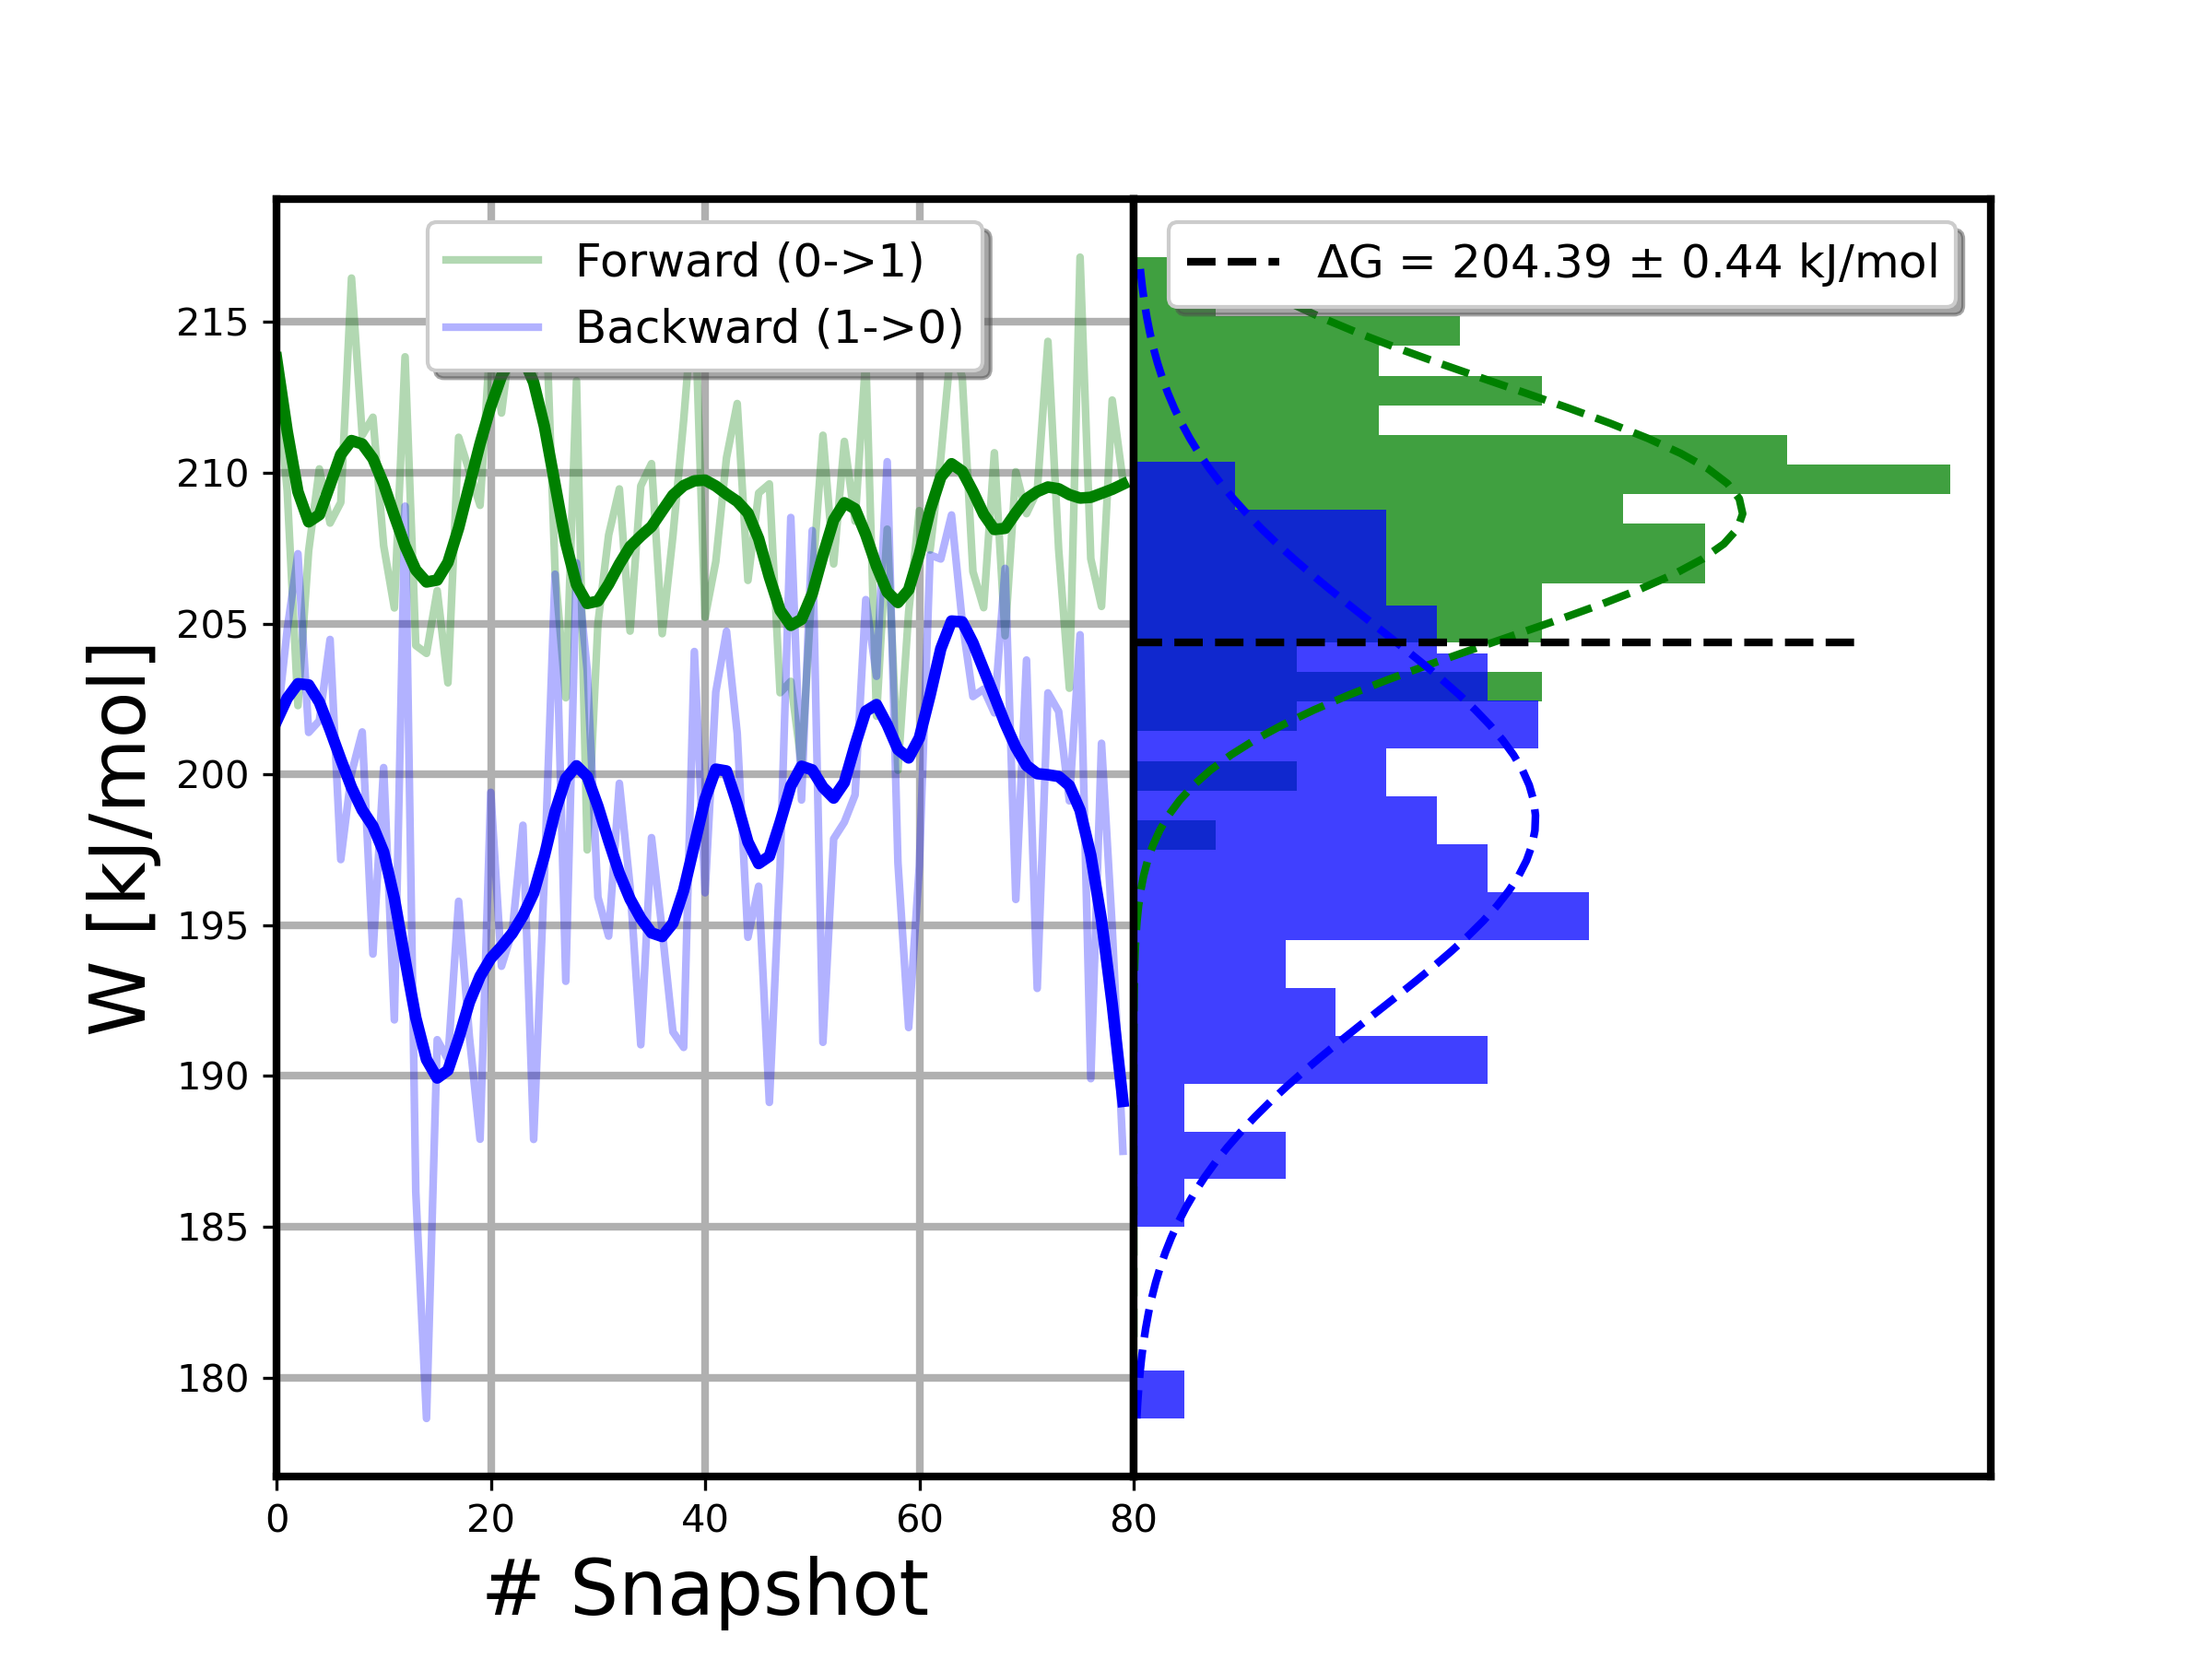 Forward (0->1)
Backward (1->0)
ΔG = 204.39 ± 0.44 kJ/mol
215
210
205
200
195
190
185
180
W [kJ/mol]
0 20 40 60 80
# Snapshot